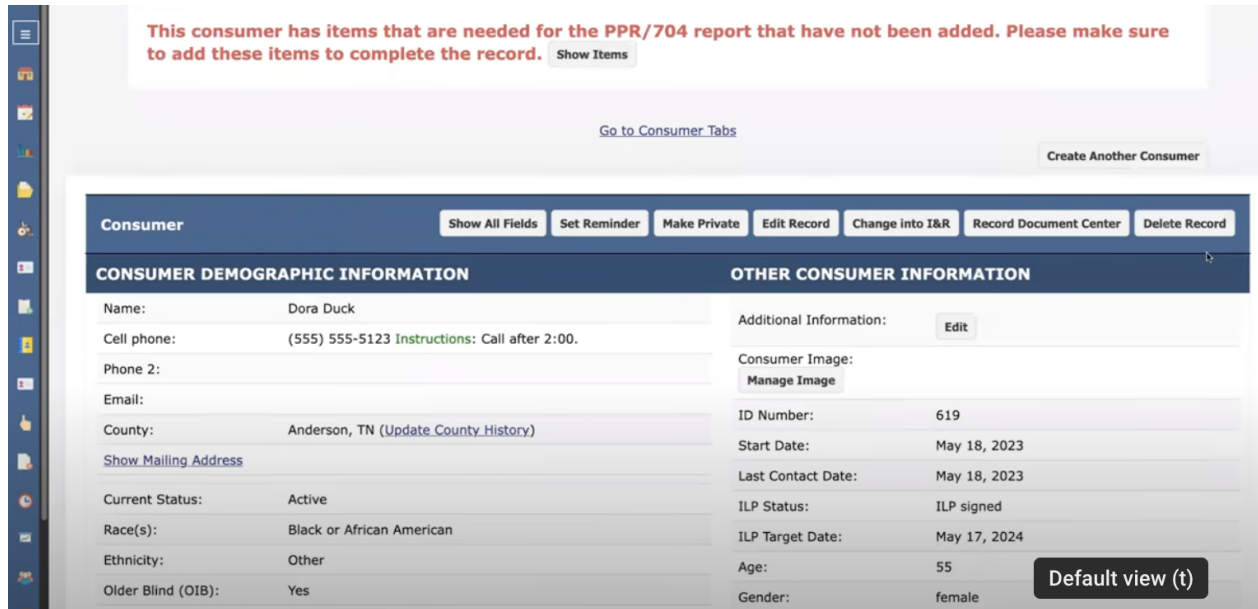 This consumer has items that are needed for the PPR/704 report that have not been added. Please make sure
to add these items to complete the record. Show Items
Go to Consumer Tabs
Create Another Consumer
Consumer Show All Fields Set Reminder Make Private Edit Record Change into I&R Record Document Center Delete Record
CONSUMER DEMOGRAPHIC INFORMATION
Name: Dora Duck
Cell phone: (555) 555-5123 Instructions: Call after 2:00.
Phone 2:
Email:
County: Anderson, TN (Update County History)
Show Mailing Address
Current Status: Active
Race(s): Black or African American
Ethnicity: Other
Older Blind (OIB): Yes
OTHER CONSUMER INFORMATION
Additional Information: Edit
Consumer Image:
Manage Image
ID Number: 619
Start Date: May 18, 2023
Last Contact Date: May 18, 2023
ILP Status: ILP signed
ILP Target Date: May 17, 2024
Age: 55
Gender: female
Default view (t)